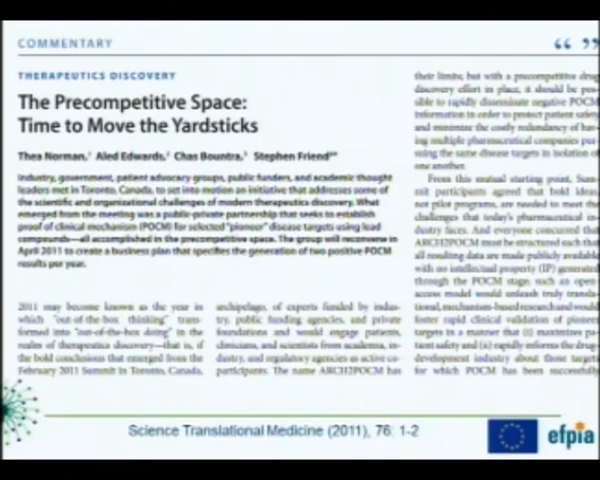 COMMENTARY
“ ”
THERAPEUTICS DISCOVERY
The Precompetitive Space:
Time to Move the Yardsticks
Thea Norman, Aled Edwards, Chas Bountra, Stephen Friend
Industry, government, patient advocacy groups, public funders, and academic thought
leaders met in Toronto, Canada, to set into motion an initiative that addresses some of
the scientific and organizational challenges of modern therapeutics discovery. What
emerged from the meeting was a public-private partnership that seeks to establish
proof of clinical mechanism (POCM) for selected "pioneer" disease targets using lead
compounds—all accomplished in the precompetitive space. The group will reconvene in
April 2011 to create a business plan that specifies the generation of two positive POCM
results per year.
2011 may become known as the year in
which "out-of-the-box thinking" trans-
formed into "out-of-the-box doing" in the
realm of therapeutics discovery—that is, if
the bold conclusions that emerged from the
February 2011 Summit in Toronto, Canada,
archipelago, of experts funded by indus-
try, public funding agencies, and private
foundations and would engage patients,
clinicians, and scientists from academia, in-
dustry, and regulatory agencies as active co-
participants. The name ARCH2POCM has
their limits; but with a precompetitive drug
discovery effort in place, it should be pos-
sible to rapidly disseminate negative POCM
information in order to protect patient safety
and minimize the costly redundancy of hav-
ing multiple pharmaceutical companies pur-
suing the same disease targets in isolation of
one another.
From this mutual starting point, Sum-
mit participants agreed that bold ideas,
not pilot programs, are needed to meet the
challenges that today's pharmaceutical in-
dustry faces. And everyone concurred that
ARCH2POCM must be structured such that
all resulting data are made publicly available
with no intellectual property (IP) generated
through the POCM stage; such an open-
access model would unleash truly transla-
tional, mechanism-based research and would
foster rapid clinical validation of pioneer
targets in a manner that (i) maximizes pa-
tient safety and (ii) rapidly informs the drug-
development industry about those targets
for which POCM has been successfully
Science Translational Medicine (2011), 76: 1-2
efpia